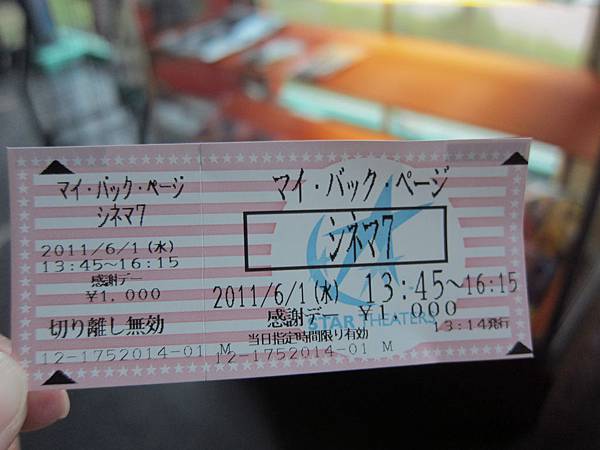 マイ・バック・ページ
シネマ7
2011/6/1(水)
13:45～16:15
感謝デー
¥1,000
切り離し無効
12-1752014-01 M
マイ・バック・ページ
シネマ7
2011/6/1(水) 13:45～16:15
感謝デー ¥1,000
STAR THEATERS
13:14発行
当日指定時間限り有効
12-1752014-01 M